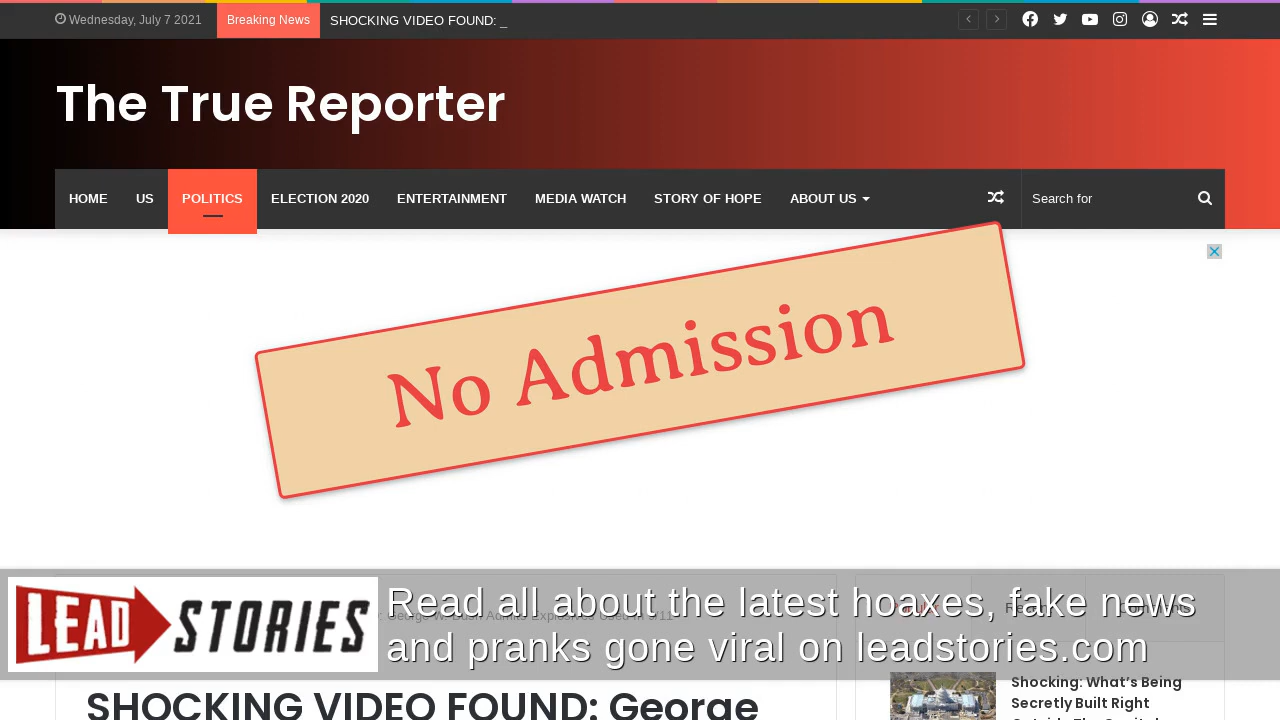 Wednesday, July 7 2021
Breaking News
SHOCKING VIDEO FOUND: _
The True Reporter
HOME
US
POLITICS
ELECTION 2020
ENTERTAINMENT
MEDIA WATCH
STORY OF HOPE
ABOUT US
Search for
No Admission
George W. Bush Admits Explosives Used In 9/11
LEAD STORIES
Read all about the latest hoaxes, fake news
and pranks gone viral on leadstories.com
SHOCKING VIDEO FOUND: George
Shocking: What’s Being
Secretly Built Right
Outside The Capitol